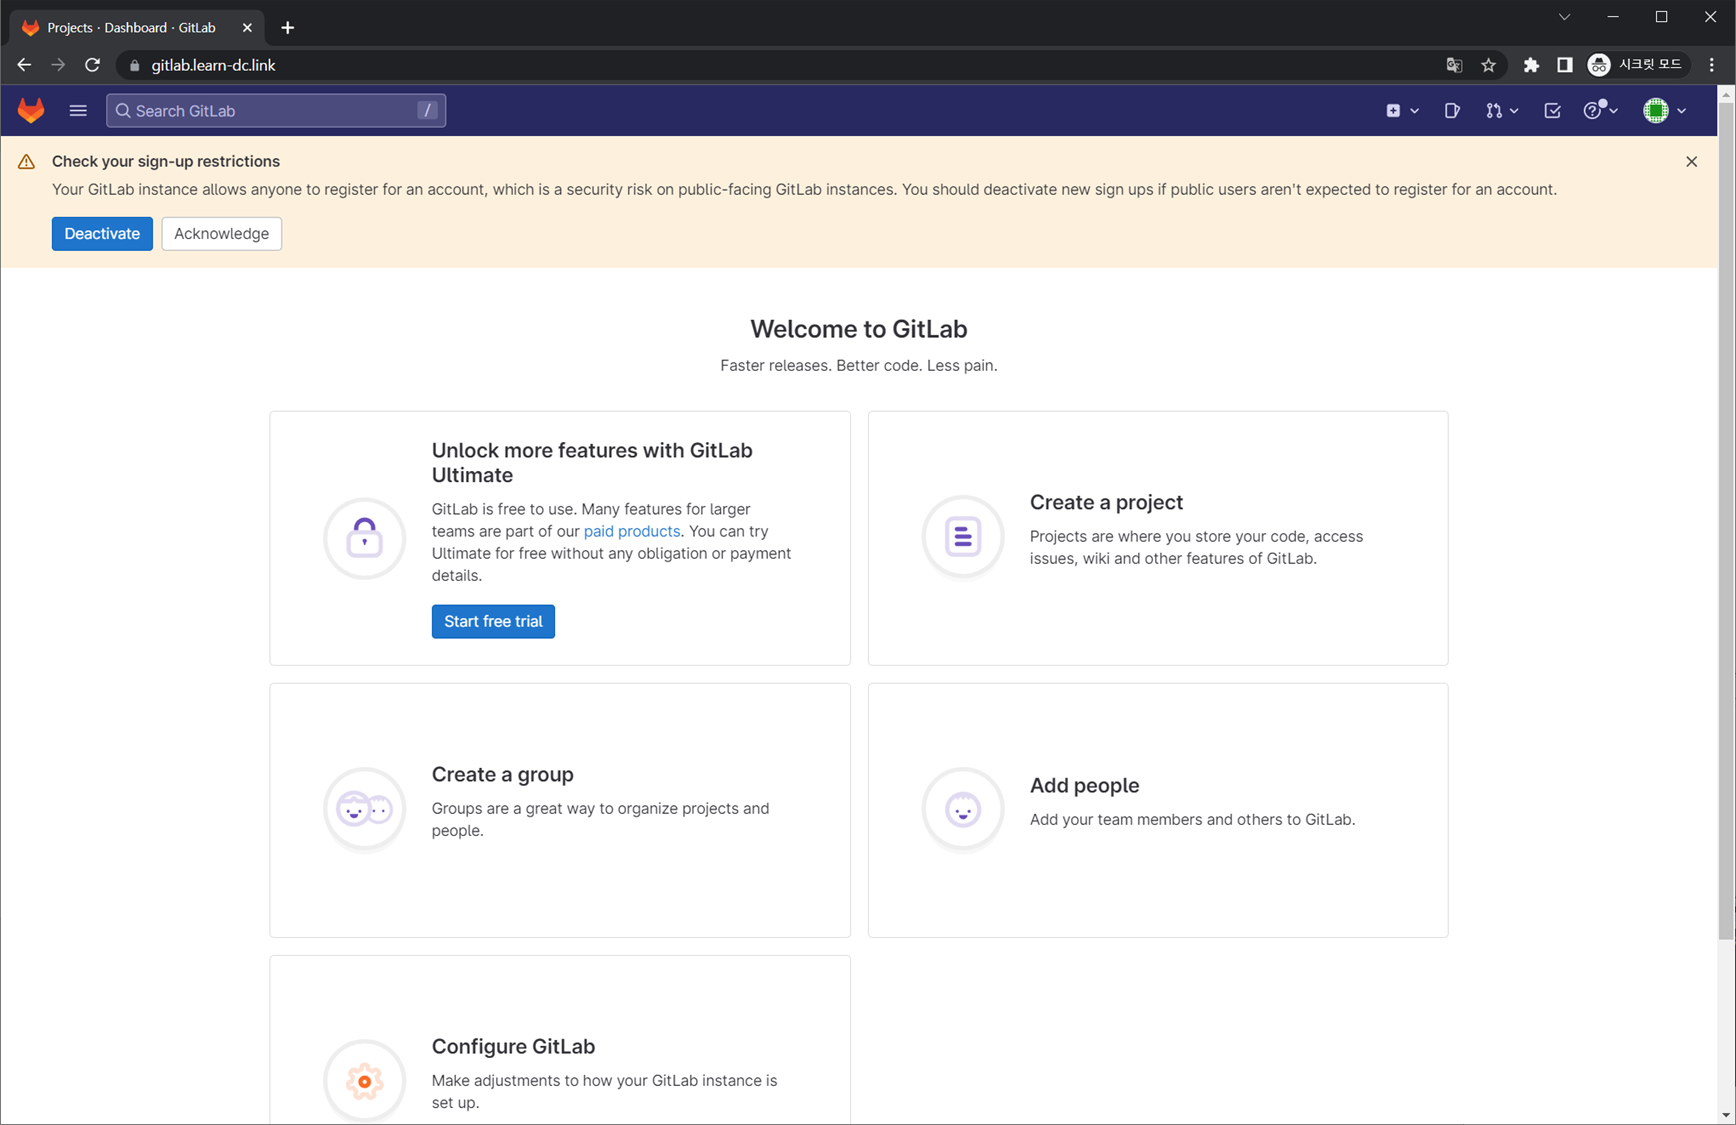 Projects · Dashboard · GitLab
gitlab.learn-dc.link
시크릿 모드
Search GitLab
/
Check your sign-up restrictions
Your GitLab instance allows anyone to register for an account, which is a security risk on public-facing GitLab instances. You should deactivate new sign ups if public users aren't expected to register for an account.
Deactivate
Acknowledge
Welcome to GitLab
Faster releases. Better code. Less pain.
Unlock more features with GitLab
Ultimate
GitLab is free to use. Many features for larger
teams are part of our paid products. You can try
Ultimate for free without any obligation or payment
details.
Start free trial
Create a project
Projects are where you store your code, access
issues, wiki and other features of GitLab.
Create a group
Groups are a great way to organize projects and
people.
Add people
Add your team members and others to GitLab.
Configure GitLab
Make adjustments to how your GitLab instance is
set up.